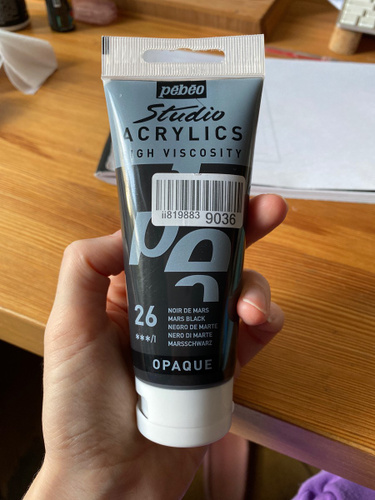 pebeo
Studio
ACRYLICS
HIGH VISCOSITY
ii819883 9036
26
NOIR DE MARS
MARS BLACK
NEGRO DE MARTE
NERO DI MARTE
MARSSCHWARZ
***/I
OPAQUE